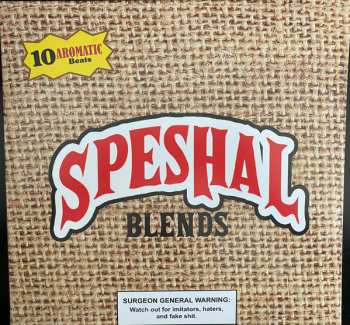 10 AROMATIC
Beats
SPESHAL
BLENDS
SURGEON GENERAL WARNING:
Watch out for imitators, haters,
and fake shit.